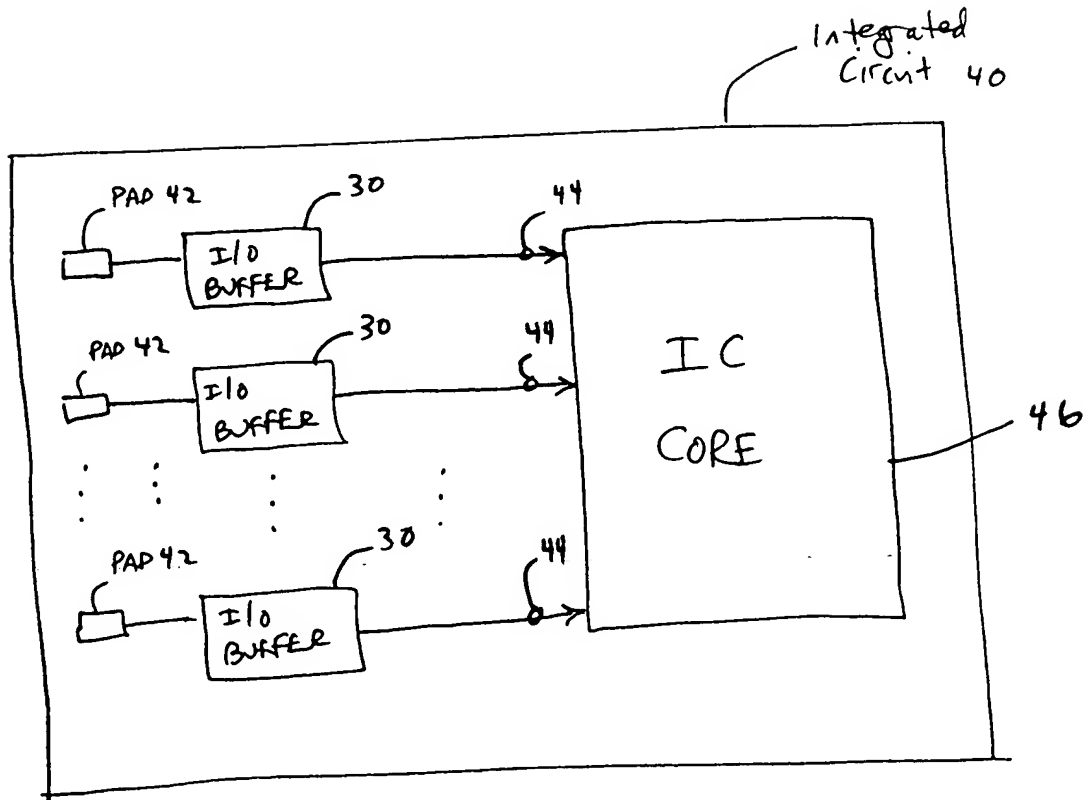 Integrated
Circuit 40
PAD 42
30
44
I/O
BUFFER
PAD 42
30
44
I/O
BUFFER
IC
CORE
46
PAD 42
30
44
I/O
BUFFER